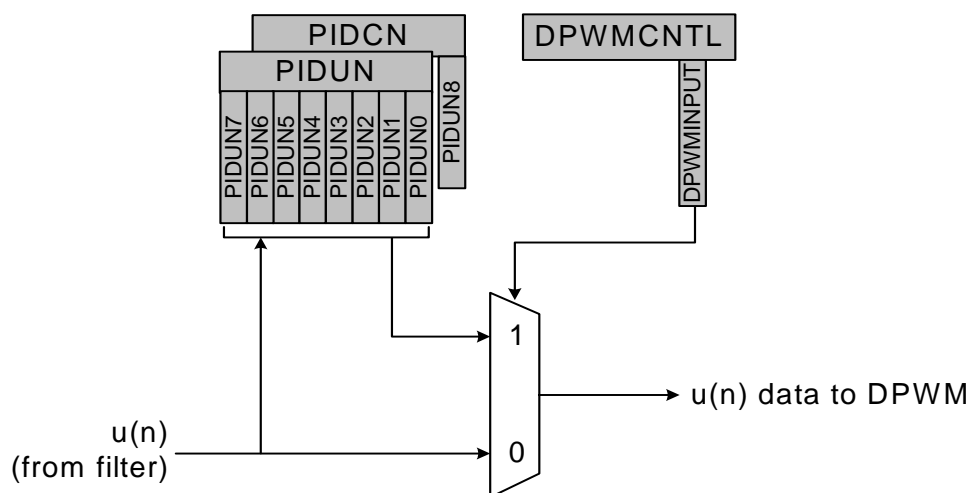 PIDCN
DPWMCNTL
PIDUN
PIDUN7
PIDUN6
PIDUN5
PIDUN4
PIDUN3
PIDUN2
PIDUN1
PIDUN0
PIDUN8
DPWMINPUT
1
u(n) data to DPWM
u(n)
(from filter)
0